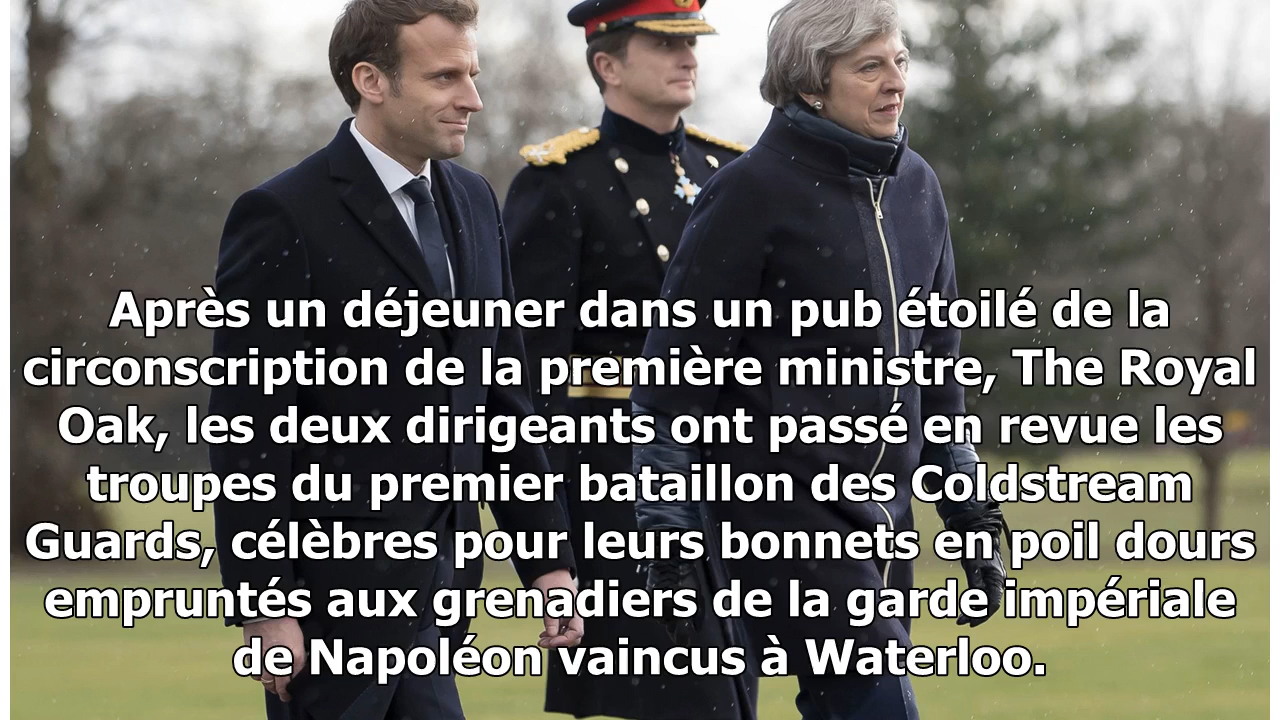 Après un déjeuner dans un pub étoilé de la
circonscription de la première ministre, The Royal
Oak, les deux dirigeants ont passé en revue les
troupes du premier bataillon des Coldstream
Guards, célèbres pour leurs bonnets en poil dours
empruntés aux grenadiers de la garde impériale
de Napoléon vaincus à Waterloo.